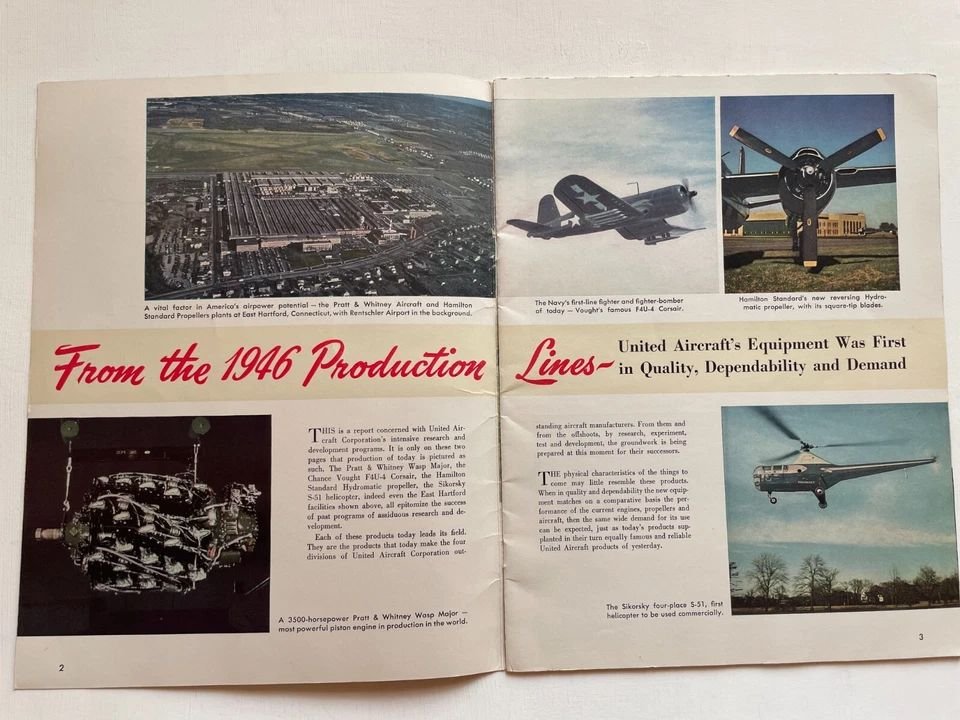 A vital factor in America's airpower potential — the Pratt & Whitney Aircraft and Hamilton
Standard Propellers plants at East Hartford, Connecticut, with Rentschler Airport in the background.
From the 1946 Production
THIS is a report concerned with United Air-
craft Corporation's intensive research and
development programs. It is only on these two
pages that production of today is pictured as
such. The Pratt & Whitney Wasp Major, the
Chance Vought F4U-4 Corsair, the Hamilton
Standard Hydromatic propeller, the Sikorsky
S-51 helicopter, indeed even the East Hartford
facilities shown above, all epitomize the success
of past programs of assiduous research and de-
velopment.
Each of these products today leads its field.
They are the products that today make the four
divisions of United Aircraft Corporation out-
A 3500-horsepower Pratt & Whitney Wasp Major —
most powerful piston engine in production in the world.
2
The Navy's first-line fighter and fighter-bomber
of today — Vought's famous F4U-4 Corsair.
Hamilton Standard's new reversing Hydro-
matic propeller, with its square-tip blades.
Lines—
United Aircraft's Equipment Was First
in Quality, Dependability and Demand
standing aircraft manufacturers. From them and
from the offshoots, by research, experiment,
test and development, the groundwork is being
prepared at this moment for their successors.
THE physical characteristics of the things to
come may little resemble these products.
When in quality and dependability the new equip-
ment matches on a comparative basis the per-
formance of the current engines, propellers and
aircraft, then the same wide demand for its use
can be expected, just as today's products sup-
planted in their turn equally famous and reliable
United Aircraft products of yesterday.
The Sikorsky four-place S-51, first
helicopter to be used commercially.
3